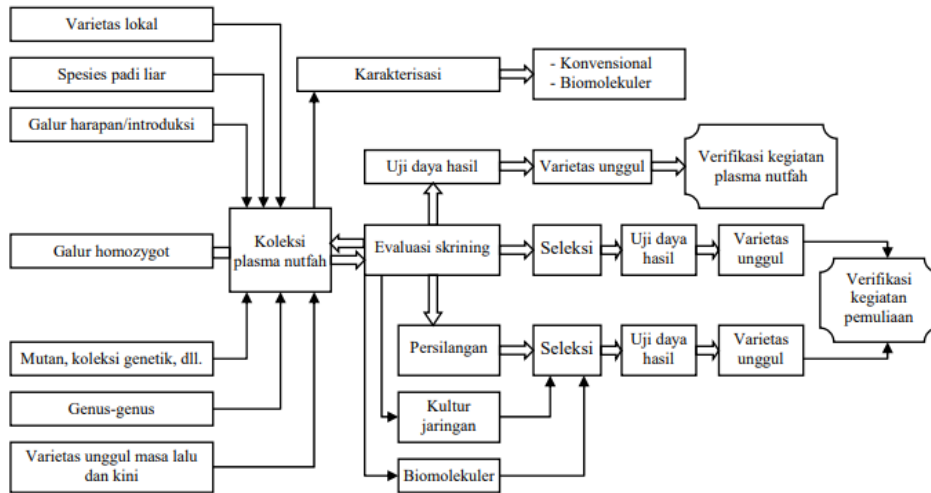 Varietas lokal
Spesies padi liar
Galur harapan/introduksi
Galur homozygot
Mutan, koleksi genetik, dll.
Genus-genus
Varietas unggul masa lalu
dan kini
Koleksi
plasma nutfah
Karakterisasi
- Konvensional
- Biomolekuler
Uji daya hasil
Varietas unggul
Verifikasi kegiatan
plasma nutfah
Evaluasi skrining
Seleksi
Uji daya
hasil
Varietas
unggul
Verifikasi
kegiatan
pemuliaan
Persilangan
Seleksi
Uji daya
hasil
Varietas
unggul
Kultur
jaringan
Biomolekuler